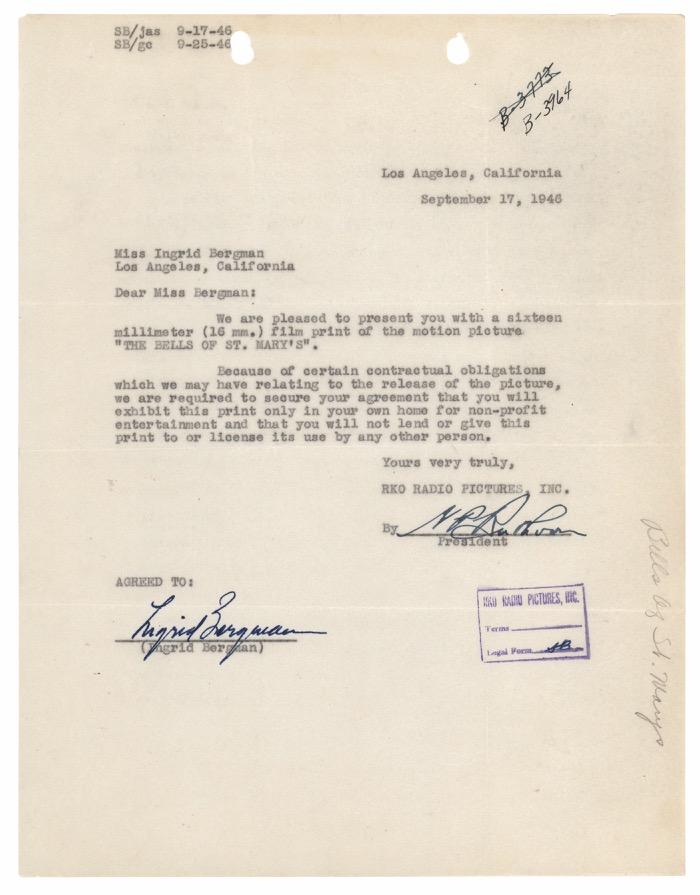 SB/jas 9-17-46
SB/gc 9-25-46
B-3773
B-3964
Los Angeles, California
September 17, 1946
Miss Ingrid Bergman
Los Angeles, California
Dear Miss Bergman:
We are pleased to present you with a sixteen
millimeter (16 mm.) film print of the motion picture
"THE BELLS OF ST. MARY'S".
Because of certain contractual obligations
which we may have relating to the release of the picture,
we are required to secure your agreement that you will
exhibit this print only in your own home for non-profit
entertainment and that you will not lend or give this
print to or license its use by any other person.
Yours very truly,
RKO RADIO PICTURES, INC.
By
President
AGREED TO:
Ingrid Bergman
(Ingrid Bergman)
RKO RADIO PICTURES, INC.
Terms
Legal Form SB
Bells of St. Marys